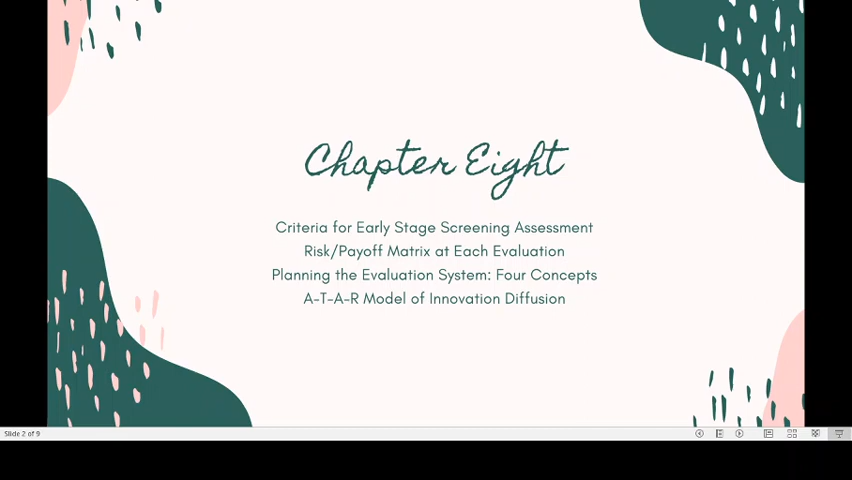 Chapter Eight
Criteria for Early Stage Screening Assessment
Risk/Payoff Matrix at Each Evaluation
Planning the Evaluation System: Four Concepts
A-T-A-R Model of Innovation Diffusion
Slide 2 of 9